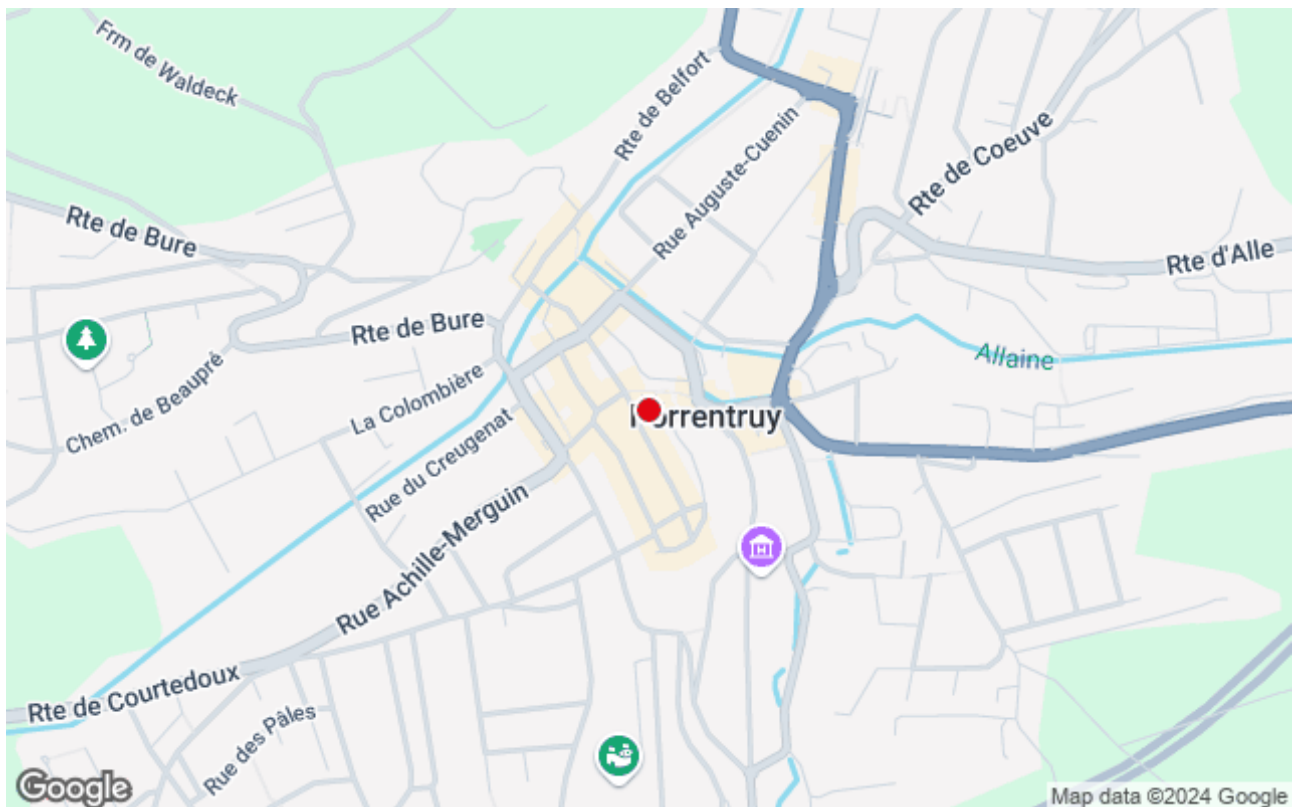 Frm de Waldeck
Rte de Belfort
Rue Auguste-Cuenin
Rte de Coeuve
Rte de Bure
Rte d'Alle
Rte de Bure
Allaine
Chem. de Beaupré
La Colombière
Rue du Creugenat
Porrentruy
Rue Achille-Merguin
Rte de Courtedoux
Rue des Pâles
Google
Map data ©2024 Google